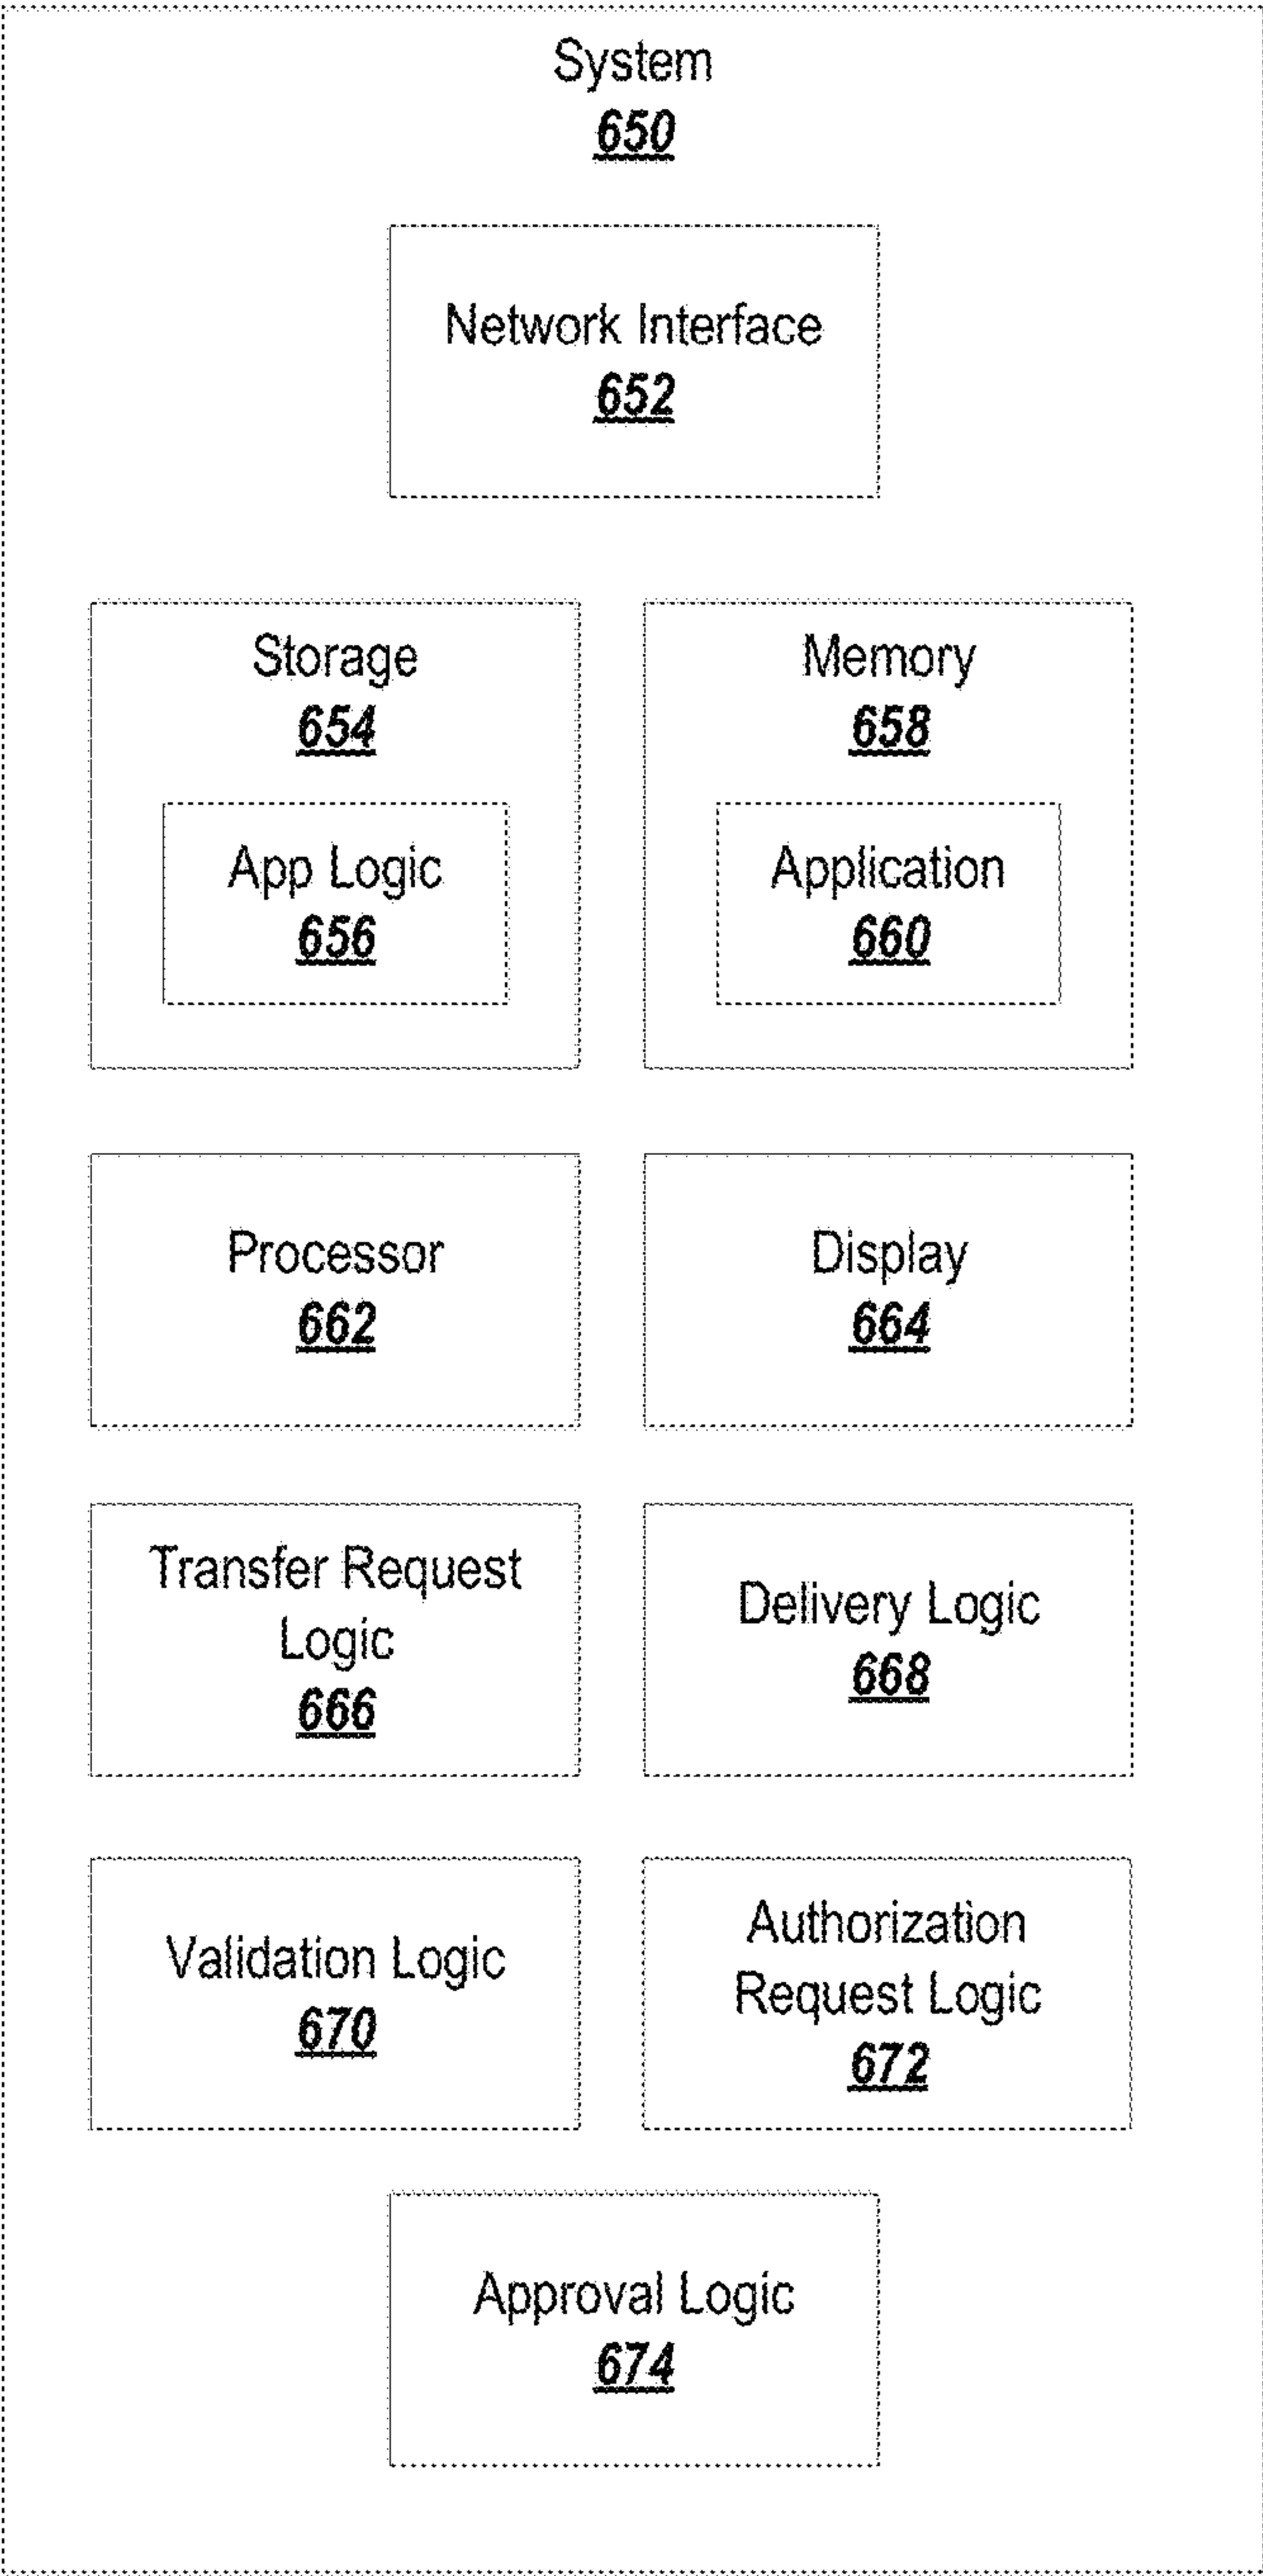 System
650
Network Interface
652
Storage
654
App Logic
656
Memory
658
Application
660
Processor
662
Display
664
Transfer Request
Logic
666
Delivery Logic
668
Validation Logic
670
Authorization
Request Logic
672
Approval Logic
674